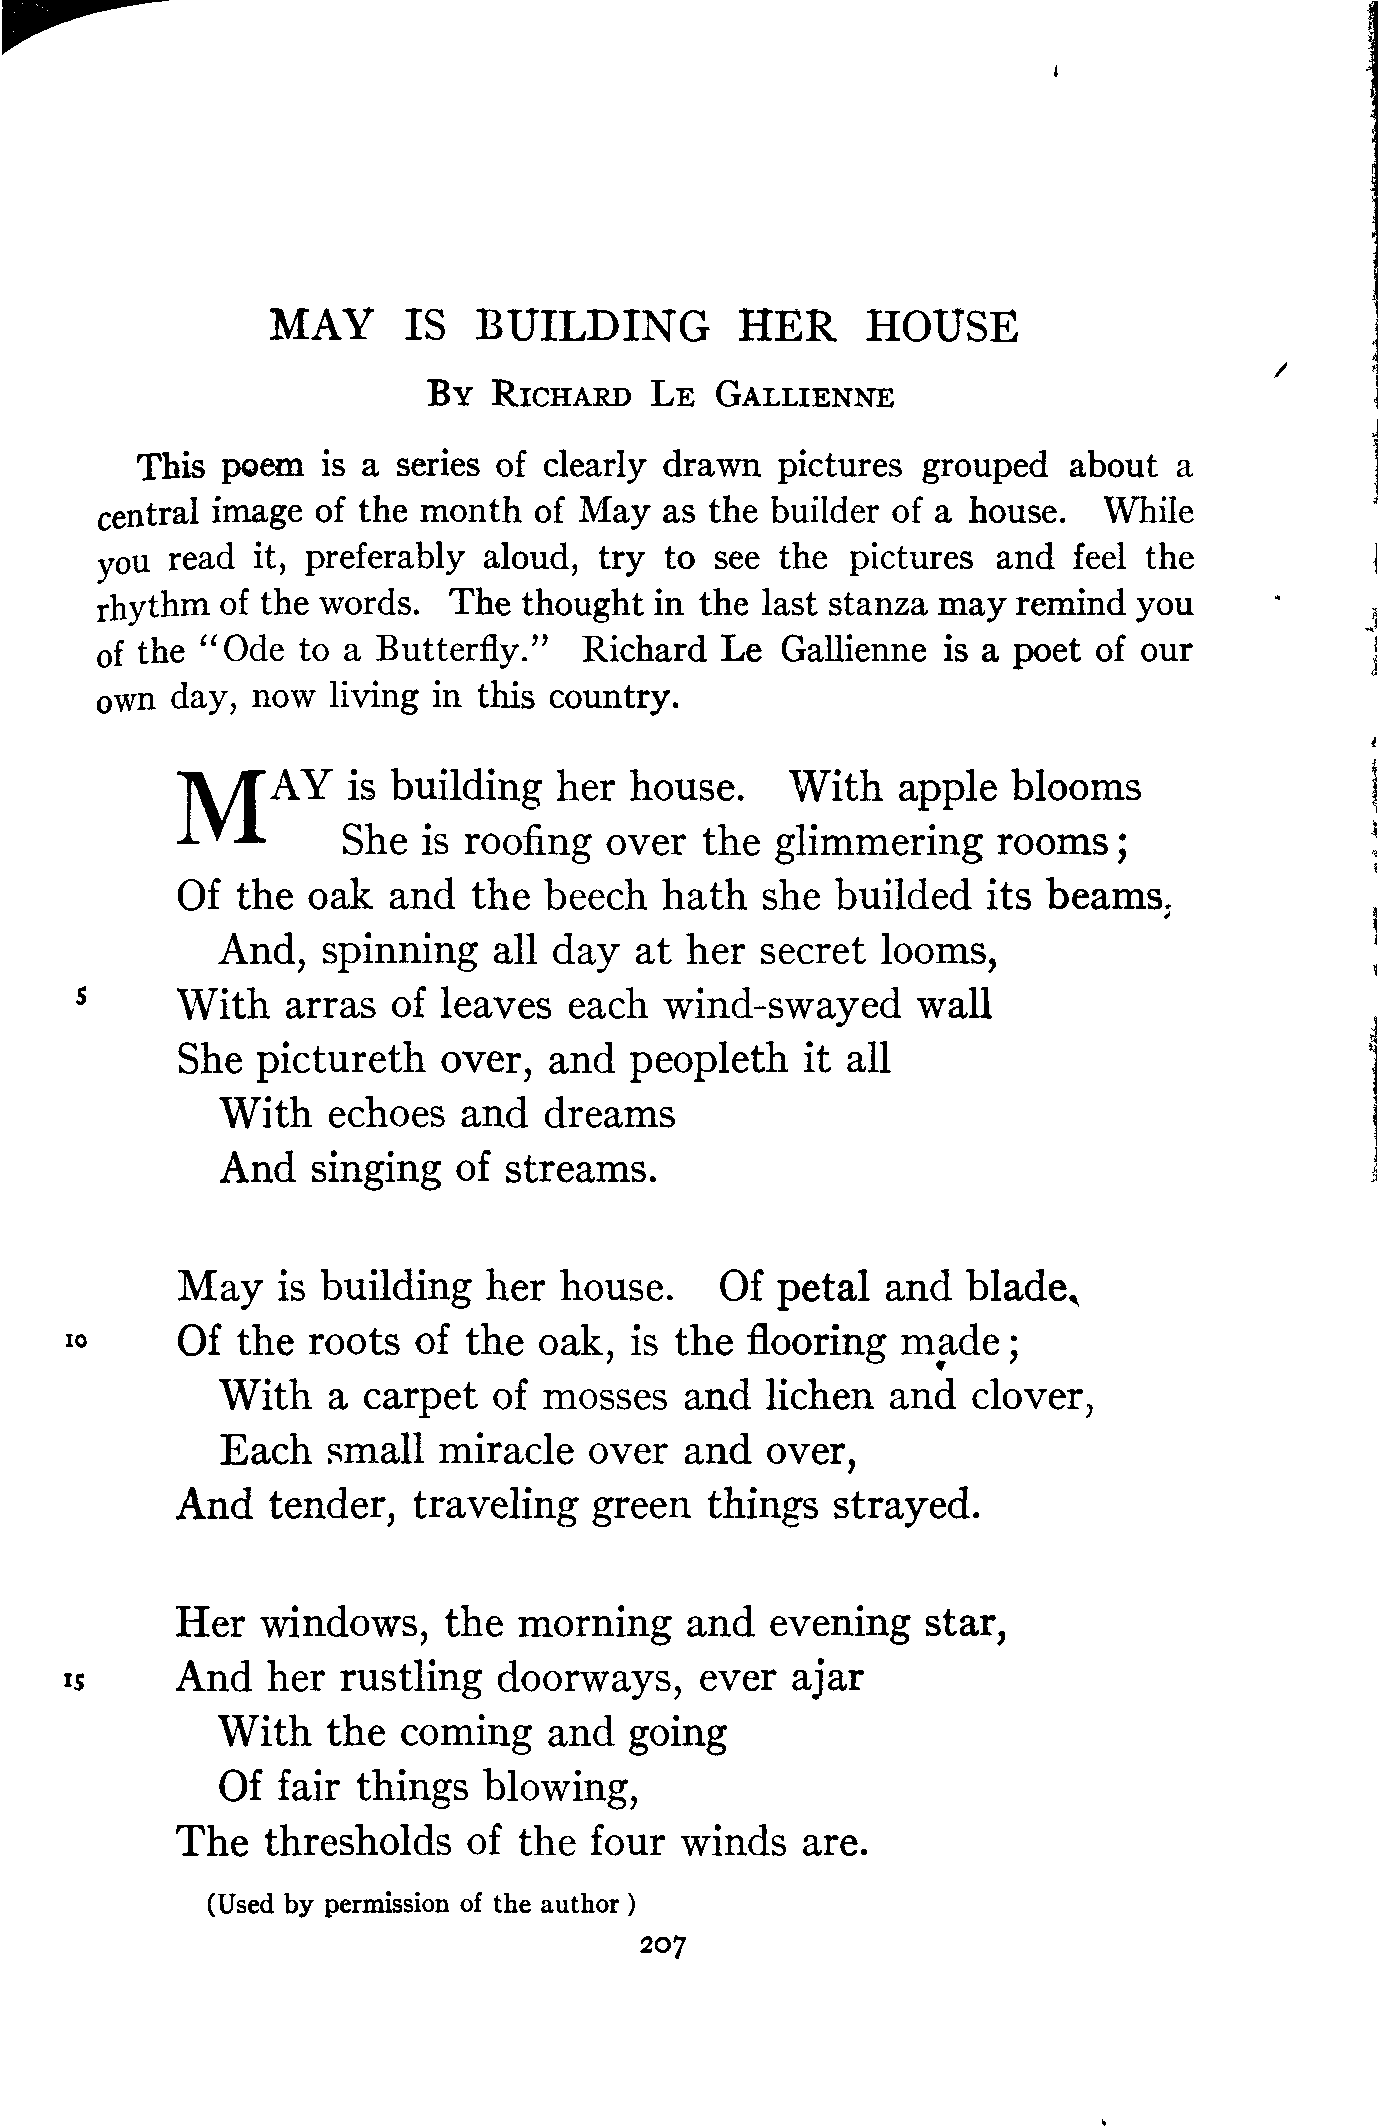 MAY IS BUILDING HER HOUSE
By Richard Le Gallienne
This poem is a series of clearly drawn pictures grouped about a
central image of the month of May as the builder of a house. While
you read it, preferably aloud, try to see the pictures and feel the
rhythm of the words. The thought in the last stanza may remind you
of the “Ode to a Butterfly.” Richard Le Gallienne is a poet of our
own day, now living in this country.
MAY is building her house. With apple blooms
She is roofing over the glimmering rooms;
Of the oak and the beech hath she builded its beams,
And, spinning all day at her secret looms,
5 With arras of leaves each wind-swayed wall
She pictureth over, and peopleth it all
With echoes and dreams
And singing of streams.
May is building her house. Of petal and blade,
10 Of the roots of the oak, is the flooring made;
With a carpet of mosses and lichen and clover,
Each small miracle over and over,
And tender, traveling green things strayed.
Her windows, the morning and evening star,
15 And her rustling doorways, ever ajar
With the coming and going
Of fair things blowing,
The thresholds of the four winds are.
(Used by permission of the author)
207